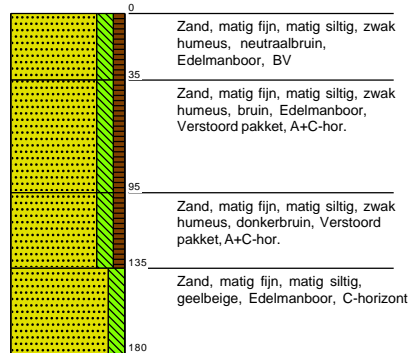 0
Zand, matig fijn, matig siltig, zwak
humeus, neutraalbruin,
Edelmanboor, BV
35
Zand, matig fijn, matig siltig, zwak
humeus, bruin, Edelmanboor,
Verstoord pakket, A+C-hor.
95
Zand, matig fijn, matig siltig, zwak
humeus, donkerbruin, Verstoord
pakket, A+C-hor.
135
Zand, matig fijn, matig siltig,
geelbeige, Edelmanboor, C-horizont
180